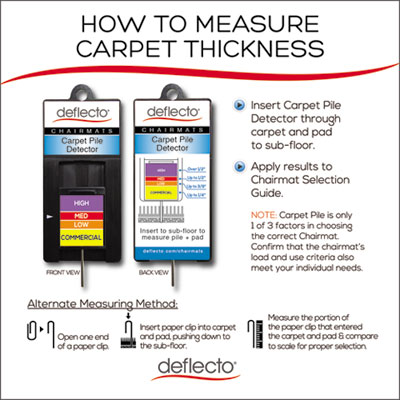 HOW TO MEASURE
CARPET THICKNESS
deflecto®
CHAIRMATS
Carpet Pile
Detector
HIGH
MED
LOW
COMMERCIAL
FRONT VIEW
deflecto®
CHAIRMATS
Carpet Pile
Detector
HIGH
MED
LOW
COMMERCIAL
Over 1/2"
Up to 1/2"
Up to 3/8"
Up to 1/4"
Insert to sub-floor to
measure pile + pad
deflecto.com/chairmats
BACK VIEW
Insert Carpet Pile
Detector through
carpet and pad
to sub-floor.
Apply results to
Chairmat Selection
Guide.
NOTE: Carpet Pile is only
1 of 3 factors in choosing
the correct Chairmat.
Confirm that the chairmat's
load and use criteria also
meet your individual needs.
Alternate Measuring Method:
Open one end
of a paper clip.
Insert paper clip into carpet
and pad, pushing down to
the sub-floor.
Measure the portion of
the paper clip that entered
the carpet and pad & compare
to scale for proper selection.
deflecto®